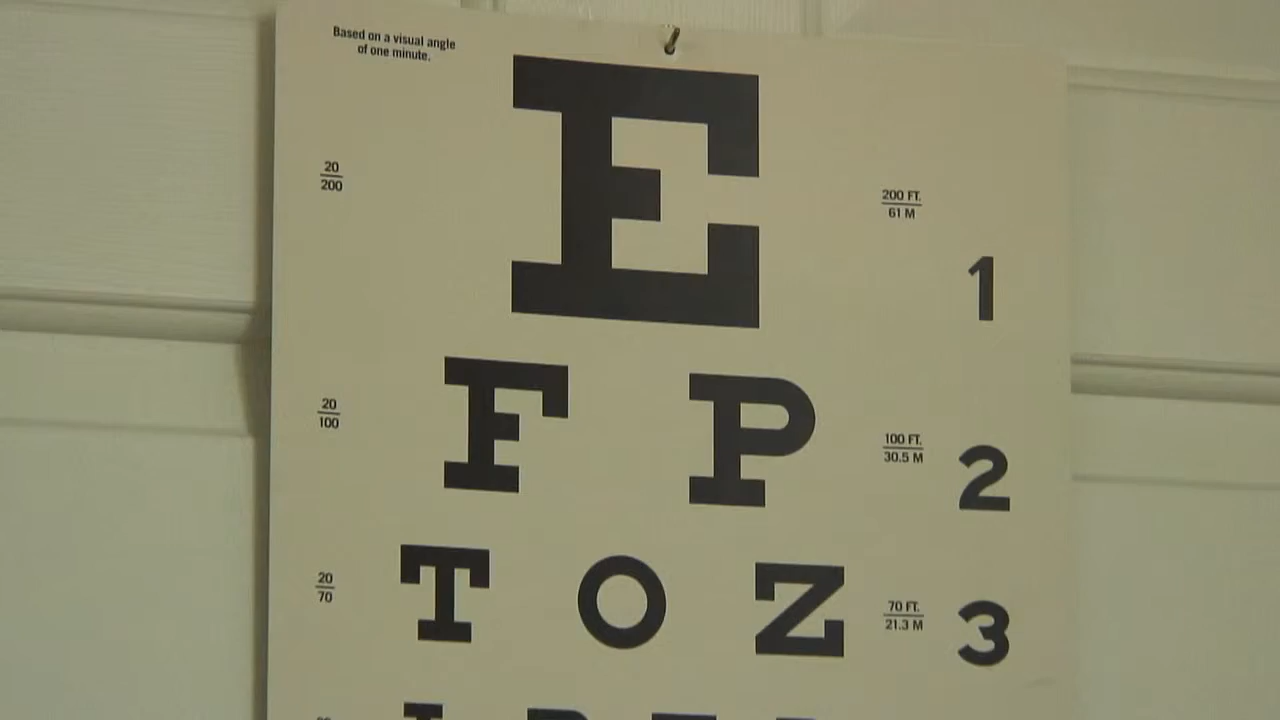 Based on a visual angle
of one minute.
E
20
200
200 FT.
61 M
1
F P
20
100
100 FT.
30.5 M
2
T O Z
20
70
70 FT.
21.3 M
3